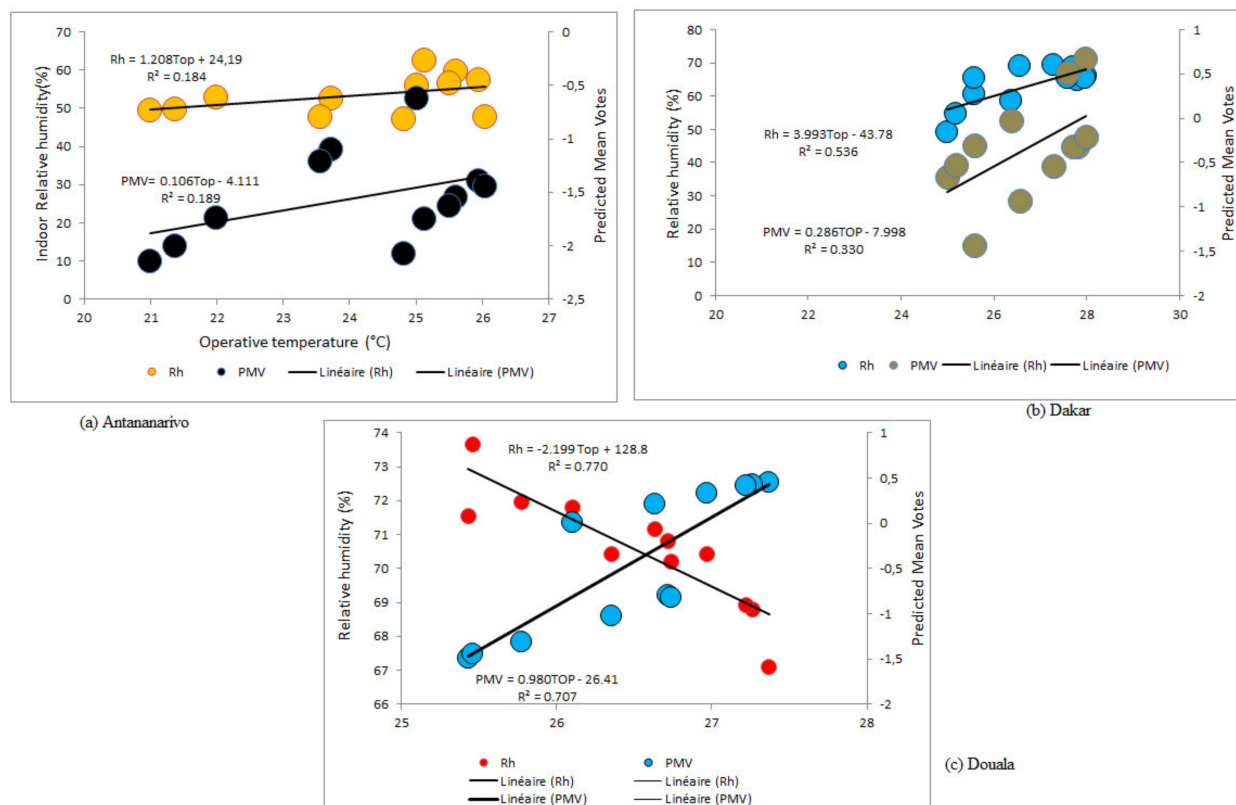 70
60
50
40
30
20
10
0
Indoor Relative humidity(%)
Rh = 1.208Top + 24,19
R² = 0.184
PMV= 0.106Top - 4.111
R² = 0.189
0
-0,5
-1
-1,5
-2
-2,5
Predicted Mean Votes
20 21 22 23 24 25 26 27
Operative temperature (°C)
Rh PMV Linéaire (Rh) Linéaire (PMV)
(a) Antananarivo
80
70
60
50
40
30
20
10
0
Relative humidity (%)
Rh = 3.993Top - 43.78
R² = 0.536
PMV = 0.286TOP - 7.998
R² = 0.330
1
0,5
0
-0,5
-1
-1,5
-2
Predicted Mean Votes
20 22 24 26 28 30
Rh PMV Linéaire (Rh) Linéaire (PMV)
(b) Dakar
74
73
72
71
70
69
68
67
66
Relative humidity (%)
Rh = -2.199Top + 128.8
R² = 0.770
PMV = 0.980TOP - 26.41
R² = 0.707
1
0,5
0
-0,5
-1
-1,5
-2
Predicted Mean Votes
25 26 27 28
Rh PMV
Linéaire (Rh) Linéaire (Rh)
Linéaire (PMV) Linéaire (PMV)
(c) Douala